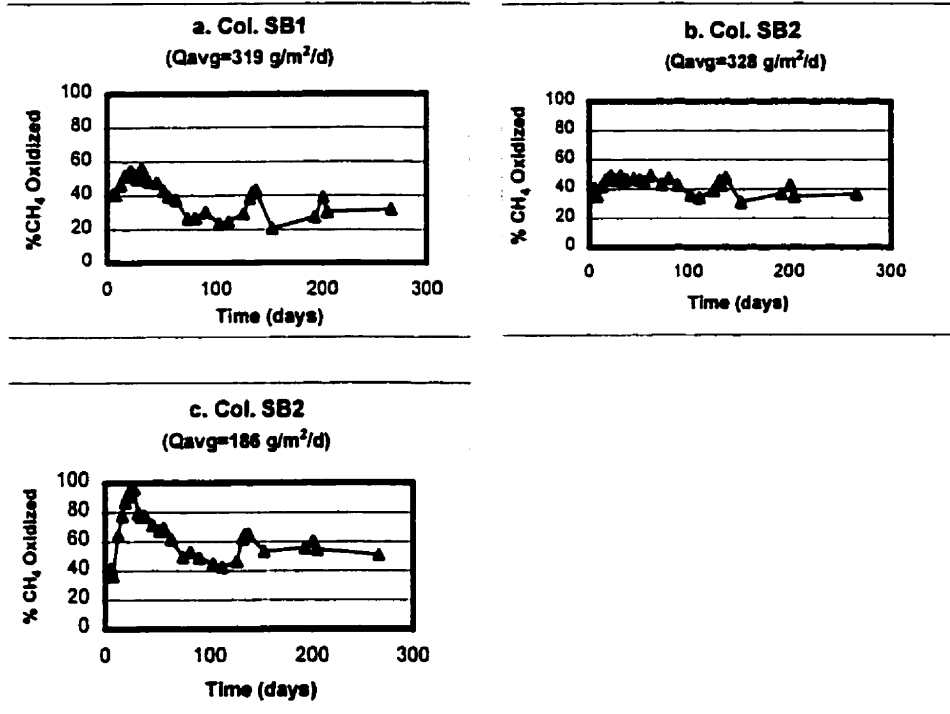 a. Col. SB1
(Qavg=319 g/m²/d)
100
80
60
40
20
0
%CH₄ Oxidized
0 100 200 300
Time (days)
b. Col. SB2
(Qavg=328 g/m²/d)
100
80
60
40
20
0
% CH₄ Oxidized
0 100 200 300
Time (days)
c. Col. SB2
(Qavg=186 g/m²/d)
100
80
60
40
20
0
% CH₄ Oxidized
0 100 200 300
Time (days)